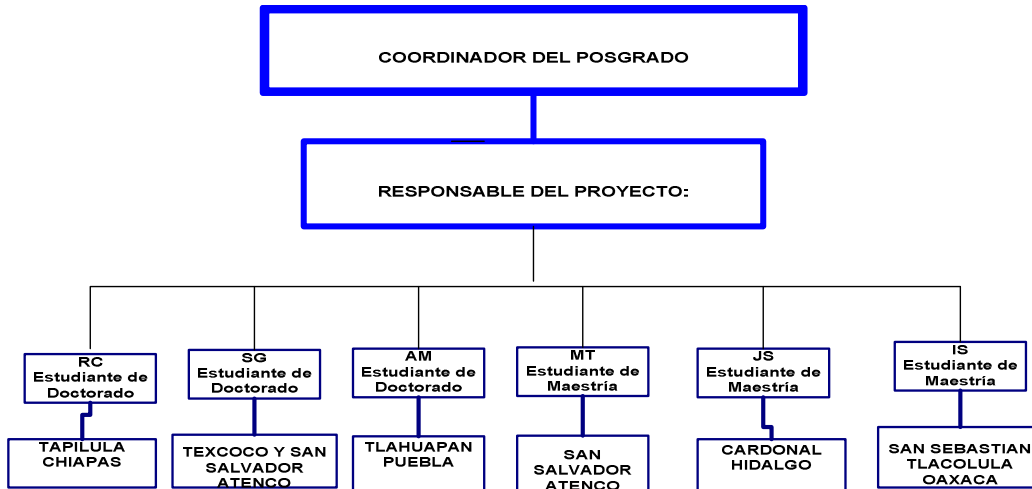 COORDINADOR DEL POSGRADO
RESPONSABLE DEL PROYECTO:
RC
Estudiante de
Doctorado
SG
Estudiante de
Doctorado
AM
Estudiante de
Doctorado
MT
Estudiante de
Maestría
JS
Estudiante de
Maestría
IS
Estudiante de
Maestría
TAPILULA
CHIAPAS
TEXCOCO Y SAN
SALVADOR
ATENCO
TLAHUAPAN
PUEBLA
SAN
SALVADOR
ATENCO
CARDONAL
HIDALGO
SAN SEBASTIAN
TLACOLULA
OAXACA